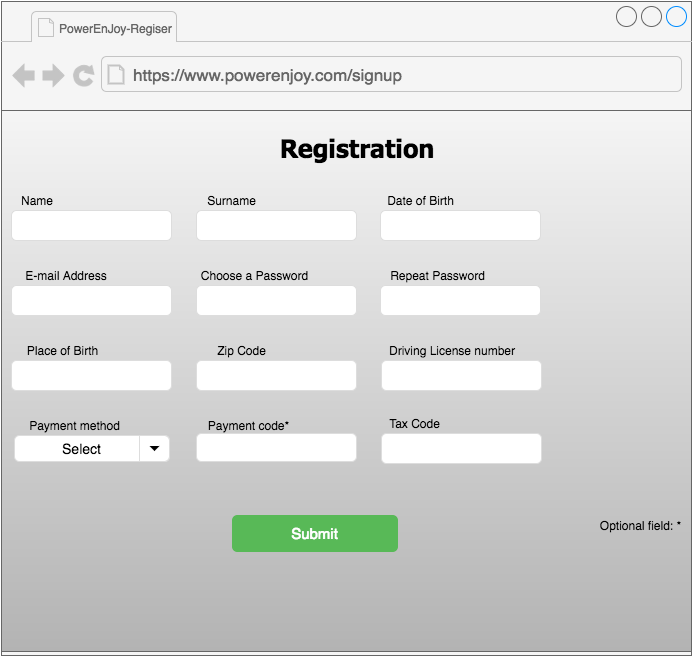 PowerEnJoy-Regiser
https://www.powerenjoy.com/signup
Registration
Name Surname Date of Birth
E-mail Address Choose a Password Repeat Password
Place of Birth Zip Code Driving License number
Payment method Payment code* Tax Code
Select
Submit
Optional field: *